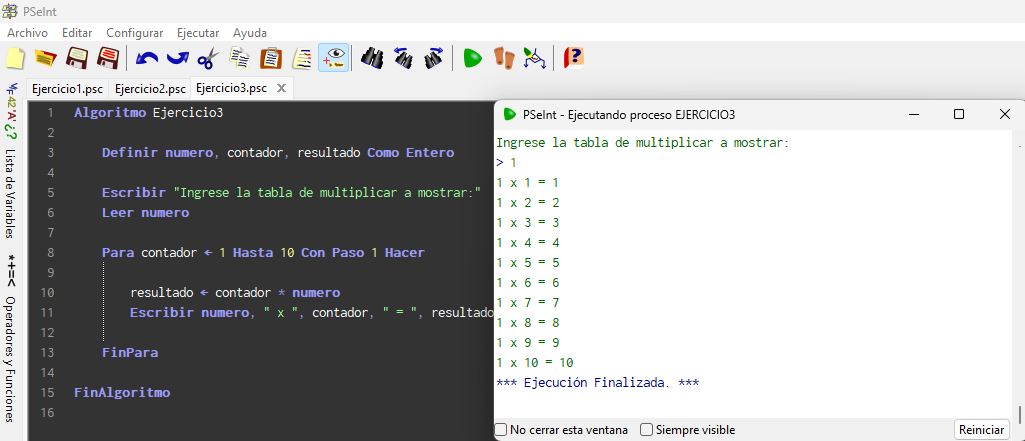 PSeInt
Archivo Editar Configurar Ejecutar Ayuda
Ejercicio1.psc Ejercicio2.psc Ejercicio3.psc X
Lista de Variables
*+=< Operadores y Funciones
1 Algoritmo Ejercicio3
2
3 Definir numero, contador, resultado Como Entero
4
5 Escribir "Ingrese la tabla de multiplicar a mostrar:"
6 Leer numero
7
8 Para contador ← 1 Hasta 10 Con Paso 1 Hacer
9
10 resultado ← contador * numero
11 Escribir numero, " x ", contador, " = ", resultado
12
13 FinPara
14
15 FinAlgoritmo
16
PSeInt - Ejecutando proceso EJERCICIO3
Ingrese la tabla de multiplicar a mostrar:
> 1
1 x 1 = 1
1 x 2 = 2
1 x 3 = 3
1 x 4 = 4
1 x 5 = 5
1 x 6 = 6
1 x 7 = 7
1 x 8 = 8
1 x 9 = 9
1 x 10 = 10
*** Ejecución Finalizada. ***
No cerrar esta ventana Siempre visible Reiniciar